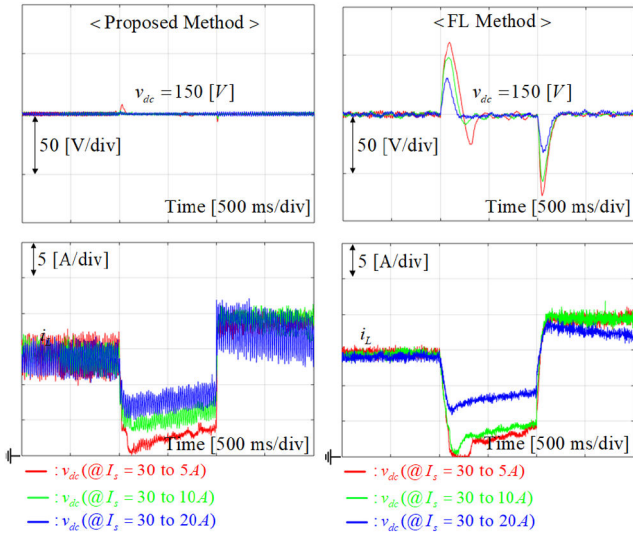 < Proposed Method >
v_dc = 150 [V]
50 [V/div]
Time [500 ms/div]
< FL Method >
v_dc = 150 [V]
50 [V/div]
Time [500 ms/div]
5 [A/div]
i
Time [500 ms/div]
5 [A/div]
i_L
Time [500 ms/div]
: v_dc (@ I_s = 30 to 5A)
: v_dc (@ I_s = 30 to 10A)
: v_dc (@ I_s = 30 to 20A)
: v_dc (@ I_s = 30 to 5A)
: v_dc (@ I_s = 30 to 10A)
: v_dc (@ I_s = 30 to 20A)